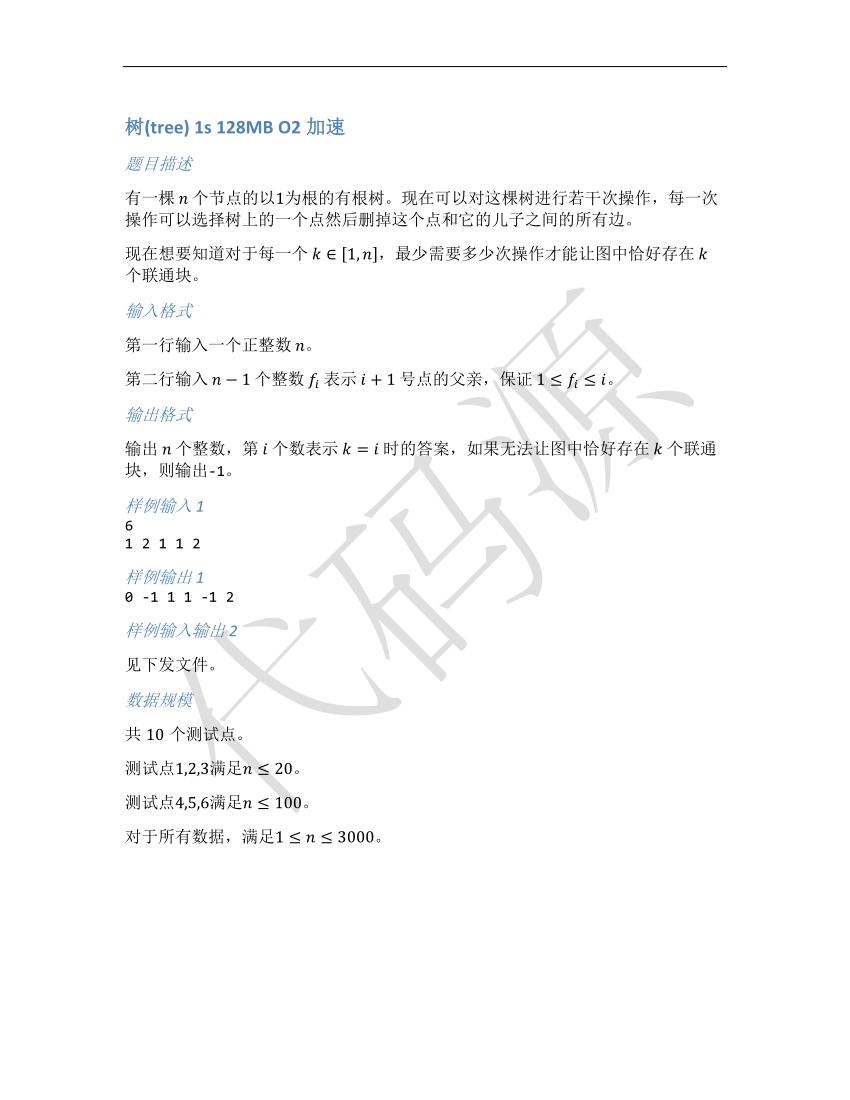 树(tree) 1s 128MB O2 加速
题目描述
有一棵 n 个节点的以1为根的有根树。现在可以对这棵树进行若干次操作，每一次
操作可以选择树上的一个点然后删掉这个点和它的儿子之间的所有边。
现在想要知道对于每一个 k ∈ [1, n]，最少需要多少次操作才能让图中恰好存在 k
个联通块。
输入格式
第一行输入一个正整数 n。
第二行输入 n − 1 个整数 f_i 表示 i + 1 号点的父亲，保证 1 ≤ f_i ≤ i。
输出格式
输出 n 个整数，第 i 个数表示 k = i 时的答案，如果无法让图中恰好存在 k 个联通
块，则输出-1。
样例输入 1
6
1 2 1 1 2
样例输出 1
0 -1 1 1 -1 2
样例输入输出 2
见下发文件。
数据规模
共 10 个测试点。
测试点1,2,3满足n ≤ 20。
测试点4,5,6满足n ≤ 100。
对于所有数据，满足1 ≤ n ≤ 3000。
代码源